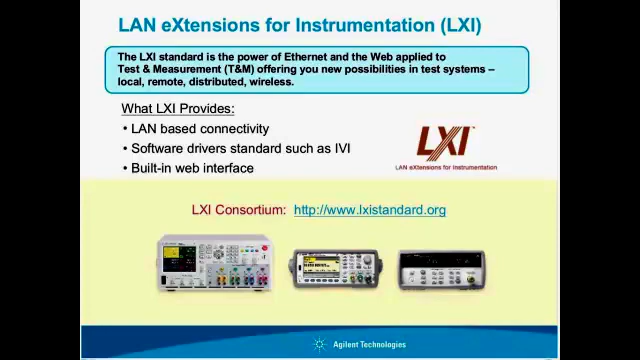 LAN eXtensions for Instrumentation (LXI)
The LXI standard is the power of Ethernet and the Web applied to
Test & Measurement (T&M) offering you new possibilities in test systems –
local, remote, distributed, wireless.
What LXI Provides:
• LAN based connectivity
• Software drivers standard such as IVI
• Built-in web interface
LXI™
LAN eXtensions for Instrumentation
LXI Consortium: http://www.lxistandard.org
Agilent Technologies